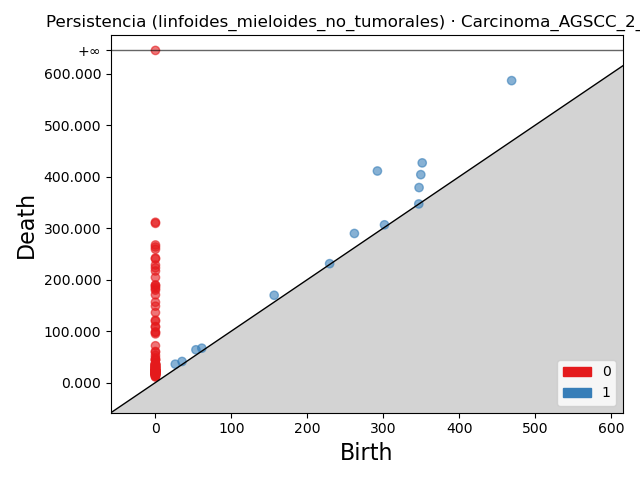 Persistencia (linfoides_mieloides_no_tumorales) · Carcinoma_AGSCC_2_
+∞
600.000
500.000
400.000
300.000
200.000
100.000
0.000
Death
0
1
0 100 200 300 400 500 600
Birth